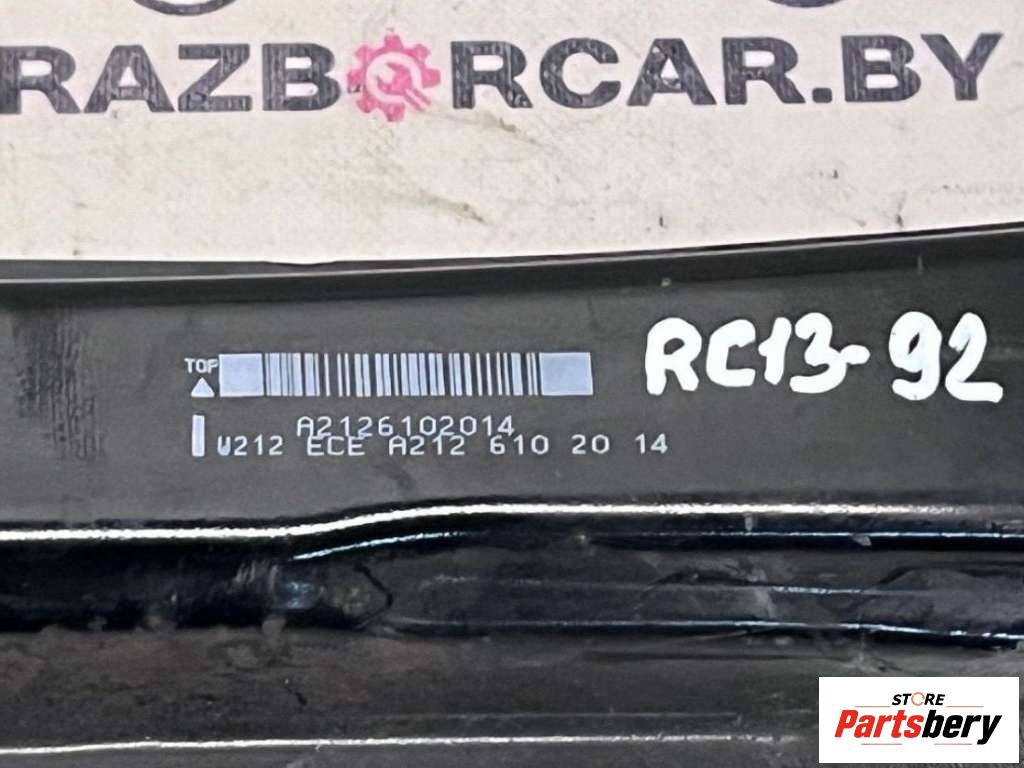 RAZBORCAR.BY
RC13-92
TOP
A2126102014
W212 ECE A212 610 20 14
STORE
Partsbery